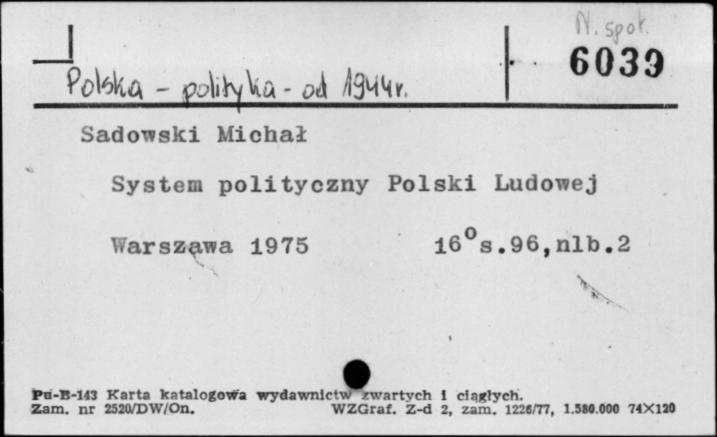 N. społ.
6039
Polska - polityka - od 1944r.
Sadowski Michał
System polityczny Polski Ludowej
Warszawa 1975 16° s.96,nlb.2
Pu-B-143 Karta katalogowa wydawnictw zwartych i ciągłych.
Zam. nr 2520/DW/On. WZGraf. Z-d 2, zam. 1226/77, 1.580.000 74X120